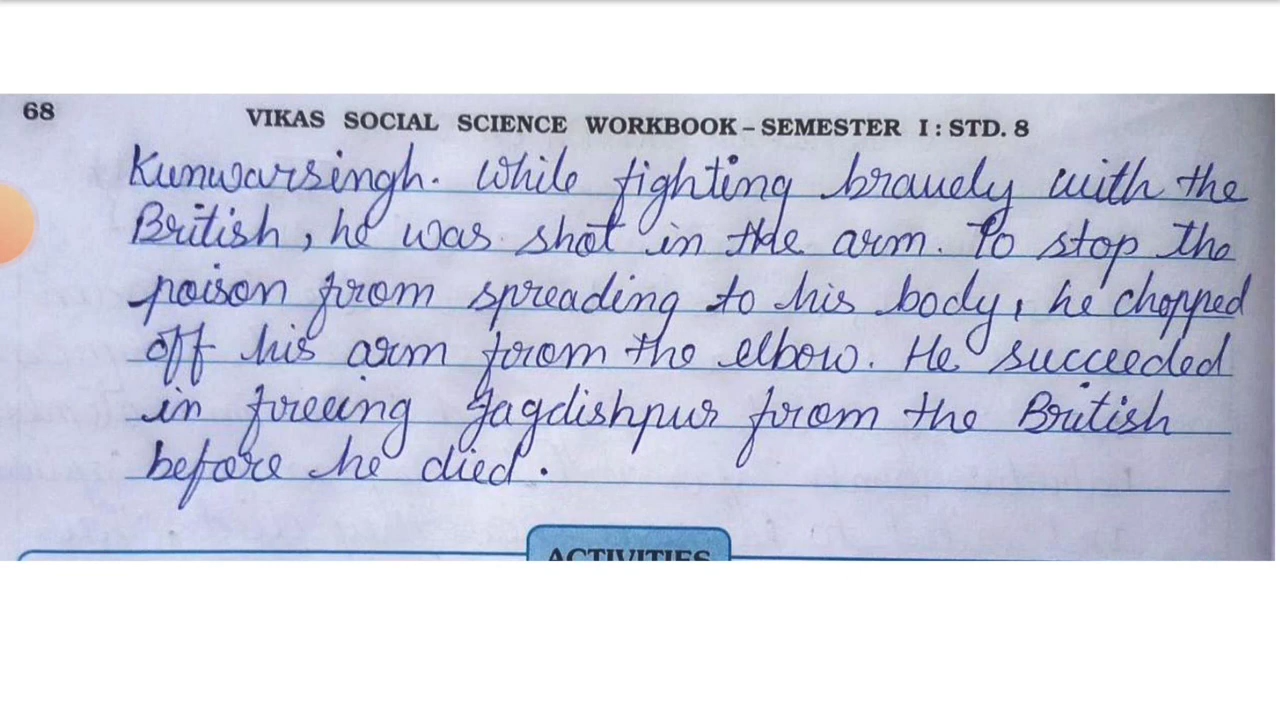 68 VIKAS SOCIAL SCIENCE WORKBOOK – SEMESTER I : STD. 8
Kunwarsingh. While fighting bravely with the
British, he was shot in the arm. To stop the
poison from spreading to his body, he chopped
off his arm from the elbow. He succeeded
in freeing Jagdishpur from the British
before he died.
ACTIVITIES